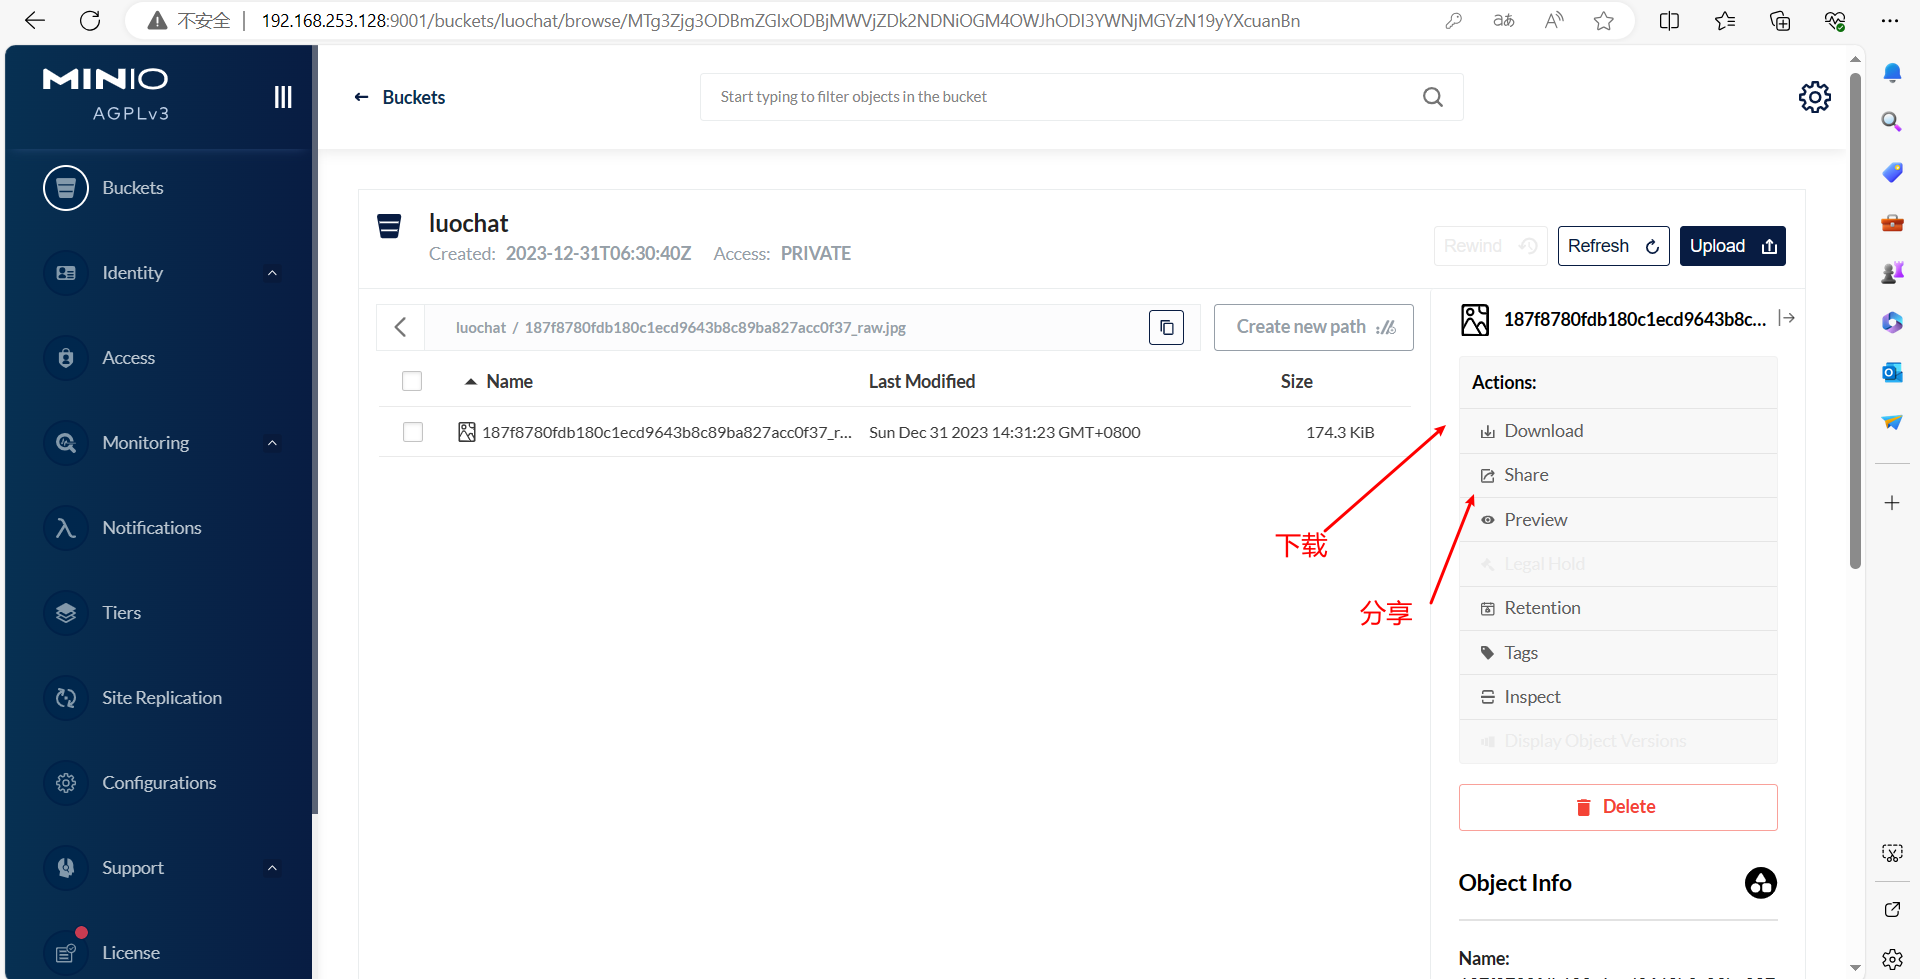 不安全 | 192.168.253.128:9001/buckets/luochat/browse/MTg3Zjg3ODBmZGIxODBjMWVjZDk2NDNiOGM4OWJhODI3YWNjMGYzN19yYXcuanBn
MINIO
AGPLv3
Buckets
Start typing to filter objects in the bucket
Buckets
Identity
Access
Monitoring
Notifications
Tiers
Site Replication
Configurations
Support
License
luochat
Created: 2023-12-31T06:30:40Z Access: PRIVATE
Rewind
Refresh
Upload
luochat / 187f8780fdb180c1ecd9643b8c89ba827acc0f37_raw.jpg
Create new path
Name Last Modified Size
187f8780fdb180c1ecd9643b8c89ba827acc0f37_r... Sun Dec 31 2023 14:31:23 GMT+0800 174.3 KiB
下载
分享
187f8780fdb180c1ecd9643b8c...
Actions:
Download
Share
Preview
Legal Hold
Retention
Tags
Inspect
Display Object Versions
Delete
Object Info
Name: